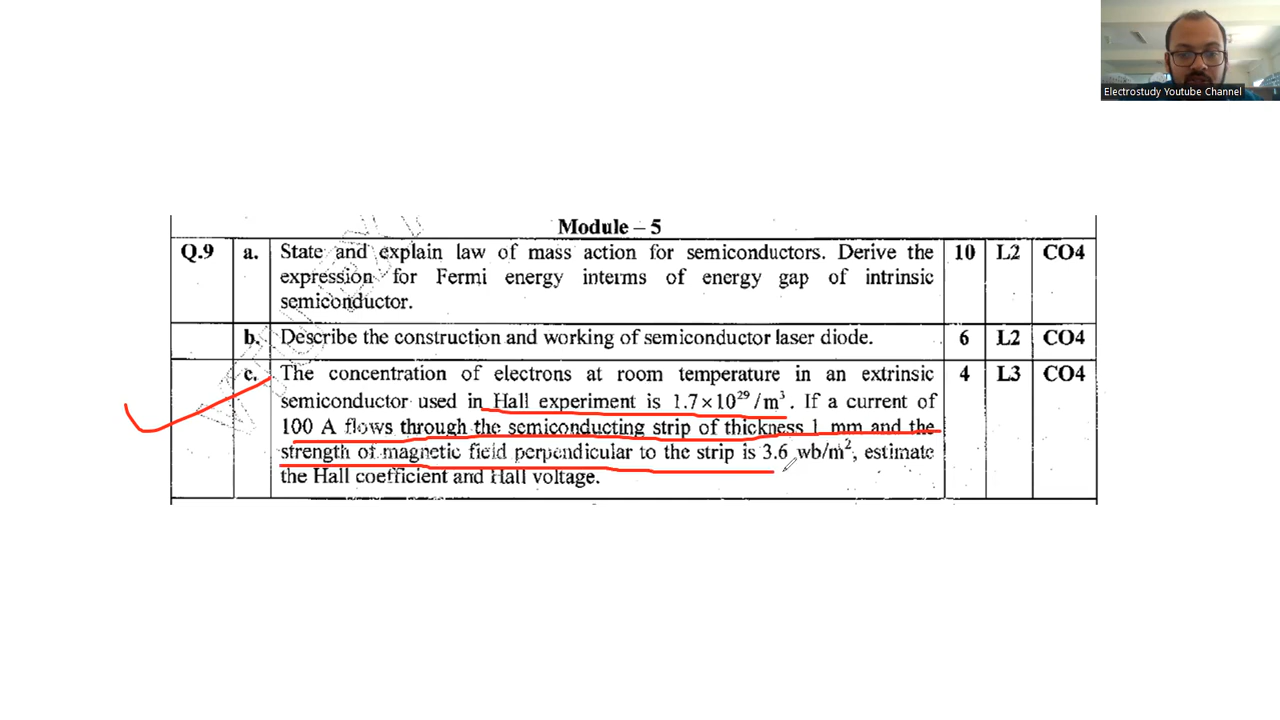 Electrostudy Youtube Channel
Module – 5
Q.9 a. State and explain law of mass action for semiconductors. Derive the 10 L2 CO4
expression for Fermi energy interms of energy gap of intrinsic
semiconductor.
b. Describe the construction and working of semiconductor laser diode. 6 L2 CO4
c. The concentration of electrons at room temperature in an extrinsic 4 L3 CO4
semiconductor used in Hall experiment is 1.7×10²⁹/m³. If a current of
100 A flows through the semiconducting strip of thickness 1 mm and the
strength of magnetic field perpendicular to the strip is 3.6 wb/m², estimate
the Hall coefficient and Hall voltage.